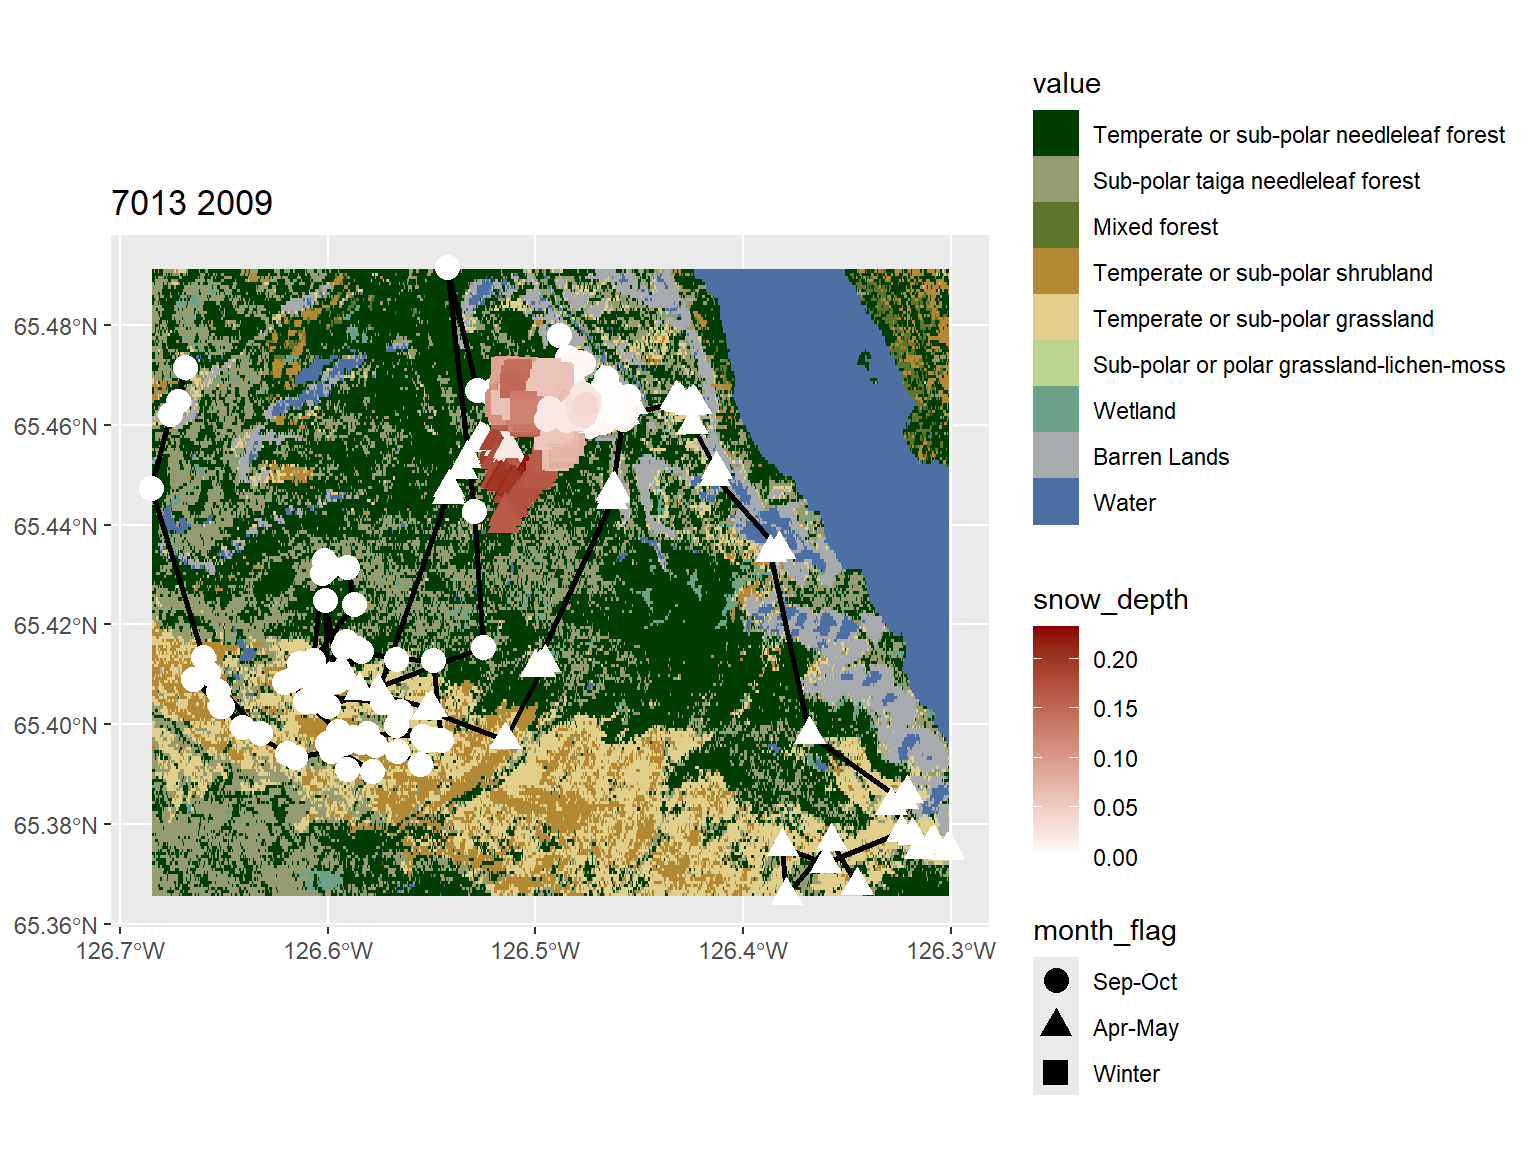 7013 2009
65.48°N
65.46°N
65.44°N
65.42°N
65.40°N
65.38°N
65.36°N
126.7°W
126.6°W
126.5°W
126.4°W
126.3°W
value
Temperate or sub-polar needleleaf forest
Sub-polar taiga needleleaf forest
Mixed forest
Temperate or sub-polar shrubland
Temperate or sub-polar grassland
Sub-polar or polar grassland-lichen-moss
Wetland
Barren Lands
Water
snow_depth
0.20
0.15
0.10
0.05
0.00
month_flag
Sep-Oct
Apr-May
Winter